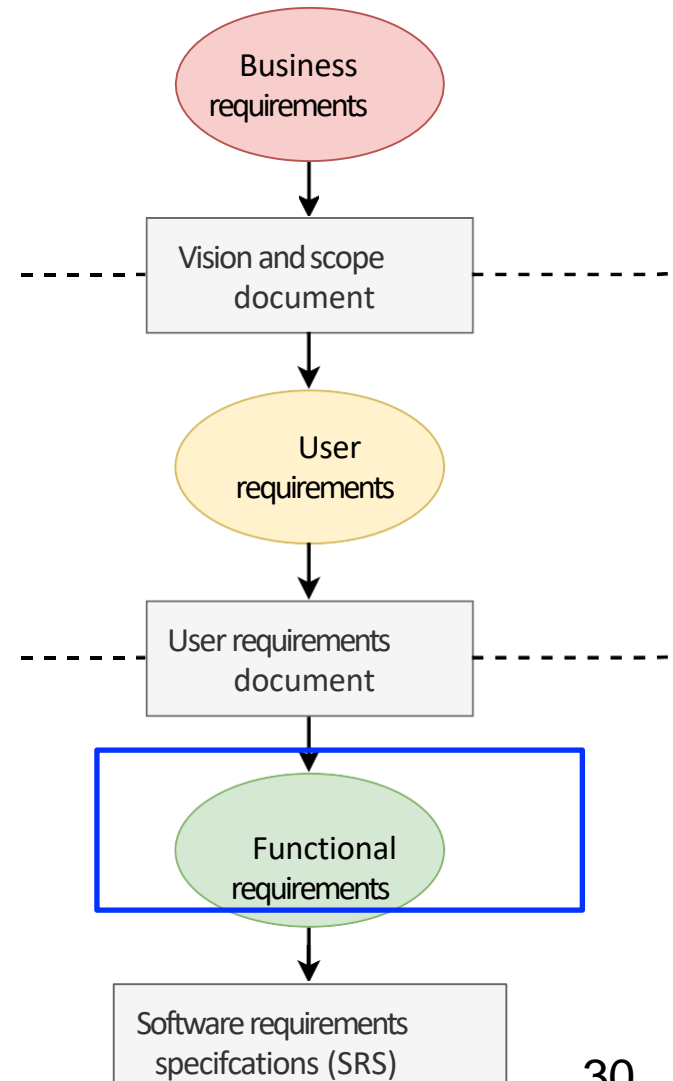 Business
requirements
Vision and scope
document
User
requirements
User requirements
document
Functional
requirements
Software requirements
specifcations (SRS)
30